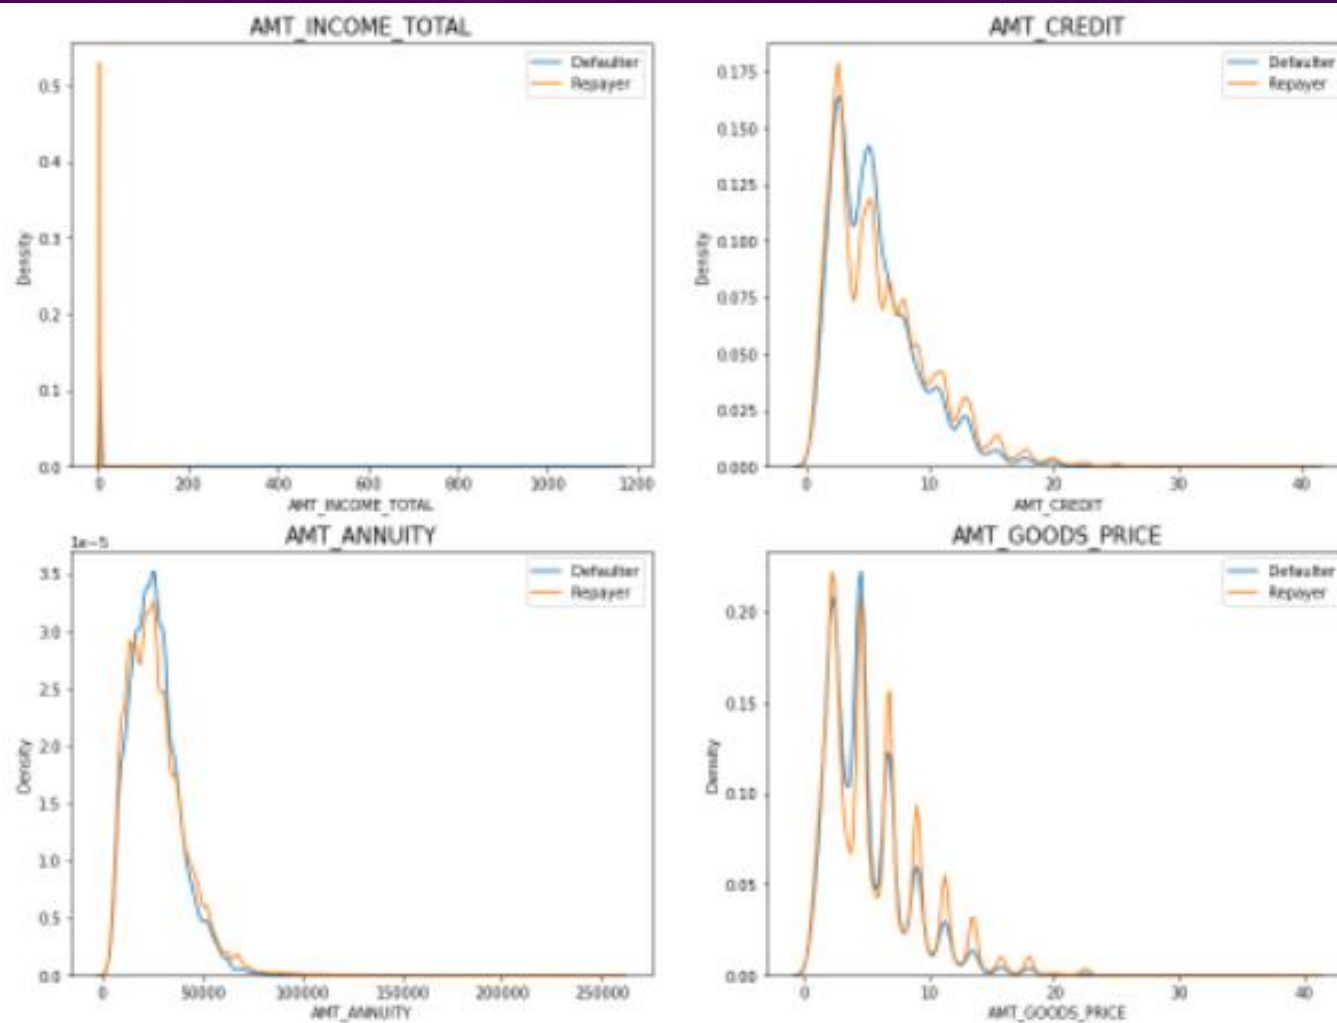 AMT_INCOME_TOTAL
Defaulter
Repayer
0.5
0.4
0.3
0.2
0.1
0.0
Density
0 200 400 600 800 1000 1200
AMT_INCOME_TOTAL
AMT_CREDIT
Defaulter
Repayer
0.175
0.150
0.125
0.100
0.075
0.050
0.025
0.000
Density
0 10 20 30 40
AMT_CREDIT
AMT_ANNUITY
1e-5
Defaulter
Repayer
3.5
3.0
2.5
2.0
1.5
1.0
0.5
0.0
Density
0 50000 100000 150000 200000 250000
AMT_ANNUITY
AMT_GOODS_PRICE
Defaulter
Repayer
0.20
0.15
0.10
0.05
0.00
Density
0 10 20 30 40
AMT_GOODS_PRICE